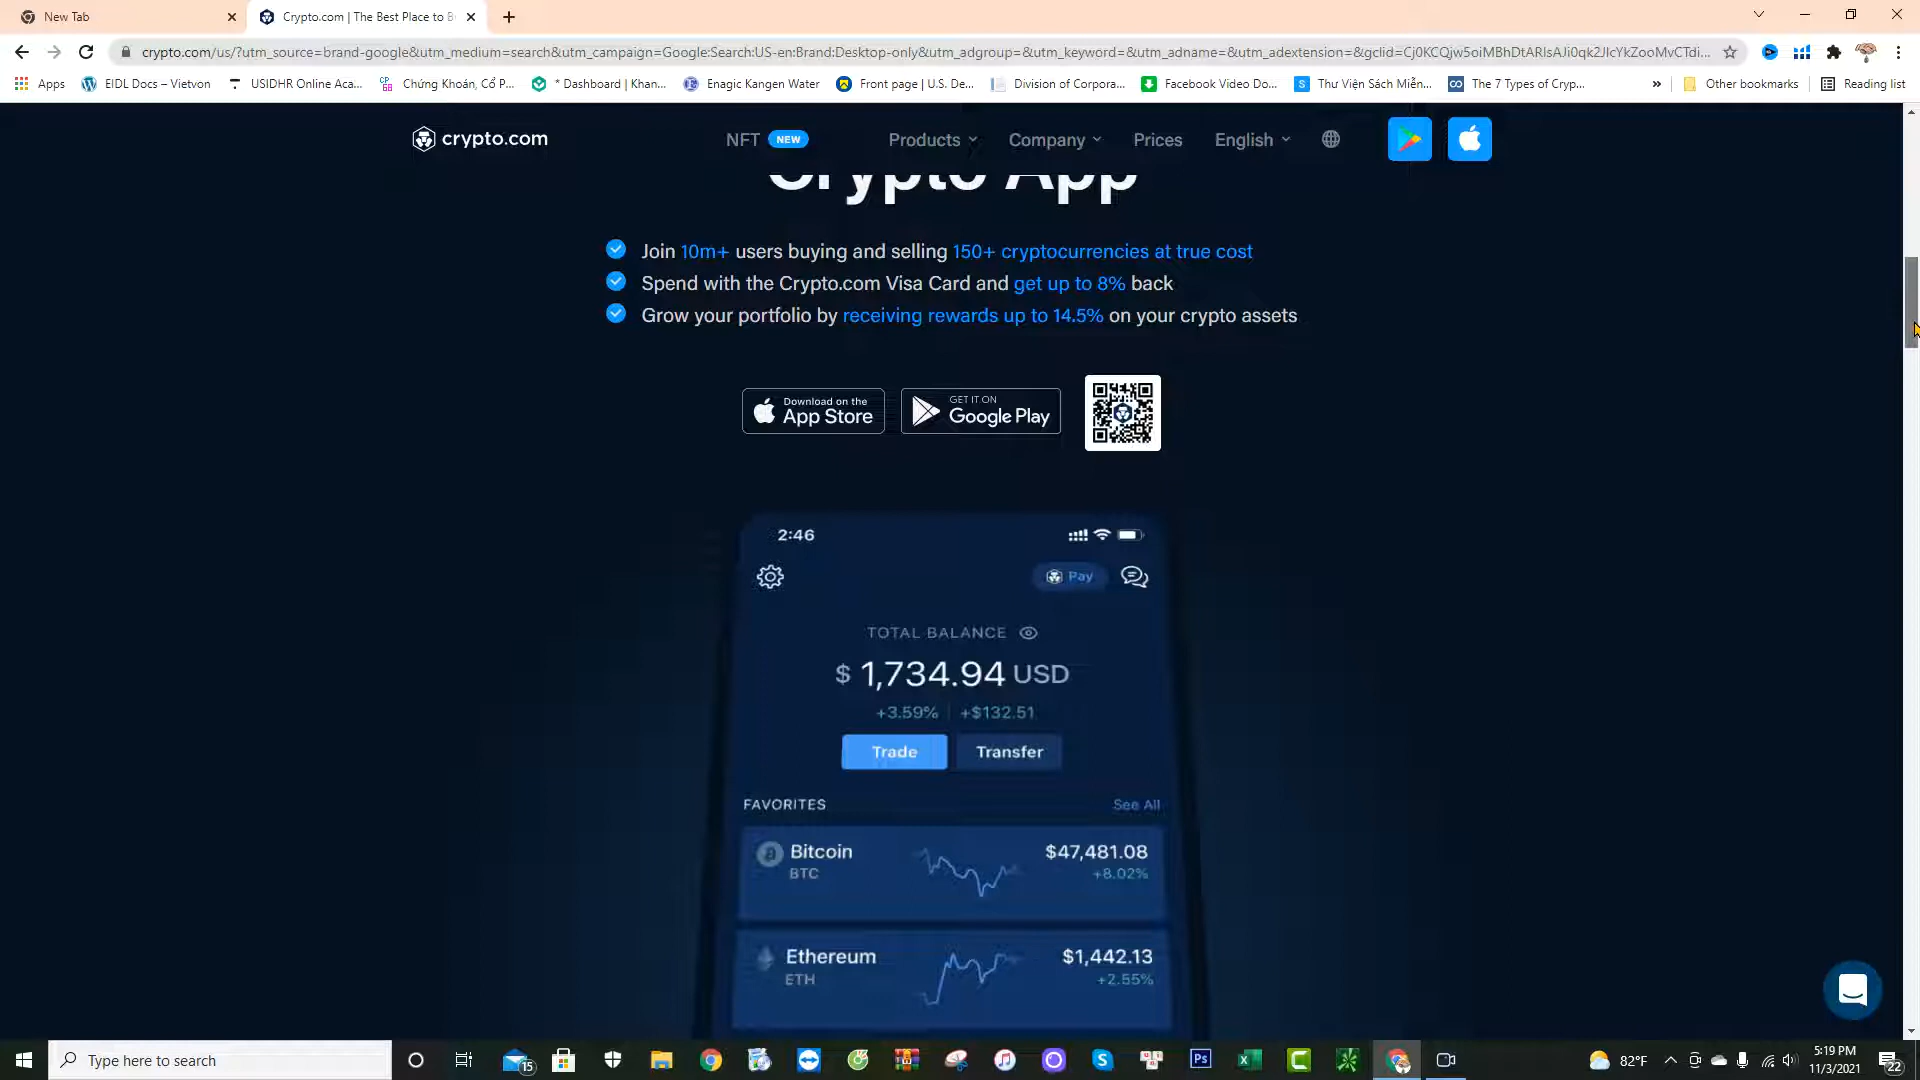 New Tab
Crypto.com | The Best Place to B
crypto.com/us/?utm_source=brand-google&utm_medium=search&utm_campaign=Google:Search:US-en:Brand:Desktop-only&utm_adgroup=&utm_keyword=&utm_adname=&utm_adextension=&gclid=Cj0KCQjw5oiMBhDtARIsAJi0qk2JIcYkZooMvCTdi...
Apps
EIDL Docs – Vietvon
USIDHR Online Aca...
Chứng Khoán, Cổ P...
* Dashboard | Khan...
Enagic Kangen Water
Front page | U.S. De...
Division of Corpora...
Facebook Video Do...
Thư Viện Sách Miễn...
The 7 Types of Cryp...
»
Other bookmarks
Reading list
crypto.com
NFT NEW
Products
Company
Prices
English
Crypto App
Join 10m+ users buying and selling 150+ cryptocurrencies at true cost
Spend with the Crypto.com Visa Card and get up to 8% back
Grow your portfolio by receiving rewards up to 14.5% on your crypto assets
Download on the
App Store
GET IT ON
Google Play
2:46
Pay
TOTAL BALANCE
$ 1,734.94 USD
+3.59% +$132.51
Trade
Transfer
FAVORITES
See All
Bitcoin
$47,481.08
BTC
+8.02%
Ethereum
$1,442.13
ETH
+2.55%
Type here to search
15
82°F
5:19 PM
11/3/2021
22